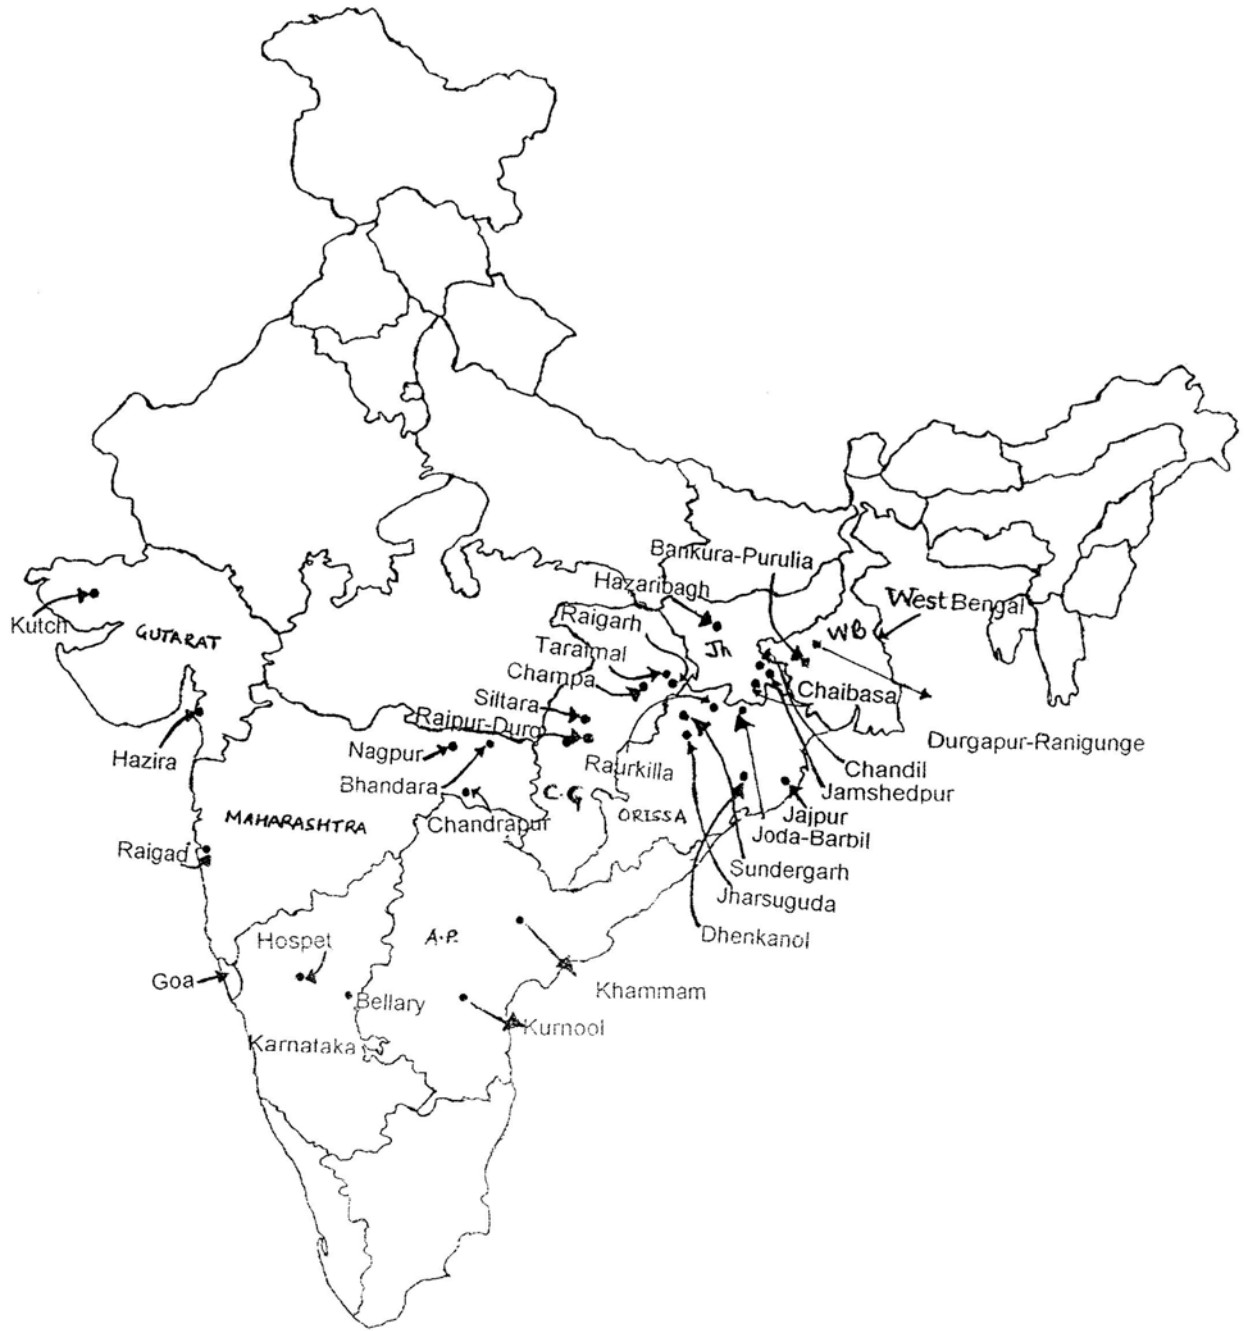 Bankura-Purulia
Hazaribagh
West Bengal
Kutch
GUTARAT
Raigarh
WB
Jh
Taraimal
Champa
Chaibasa
Siltara
Raipur-Durg
Durgapur-Ranigunge
Nagpur
Hazira
Raurkilla
Chandil
Bhandara
C.G
Jamshedpur
Jajpur
ORISSA
MAHARASHTRA
Chandrapur
Joda-Barbil
Raigad
Sundergarh
Jharsuguda
Dhenkanol
A.P.
Hospet
Goa
Khammam
Bellary
Kurnool
Karnataka